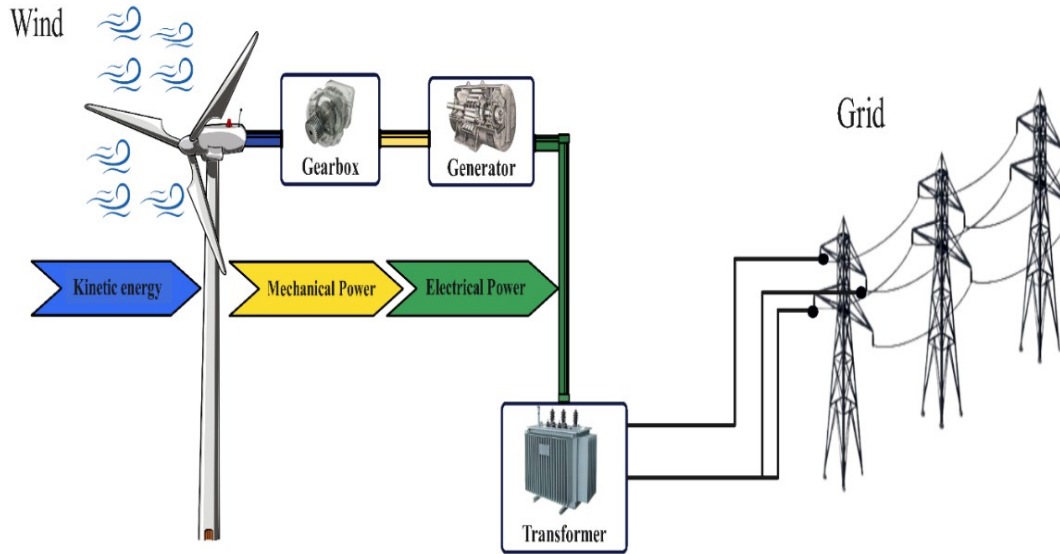 Wind
Grid
Gearbox
Generator
Kinetic energy
Mechanical Power
Electrical Power
Transformer